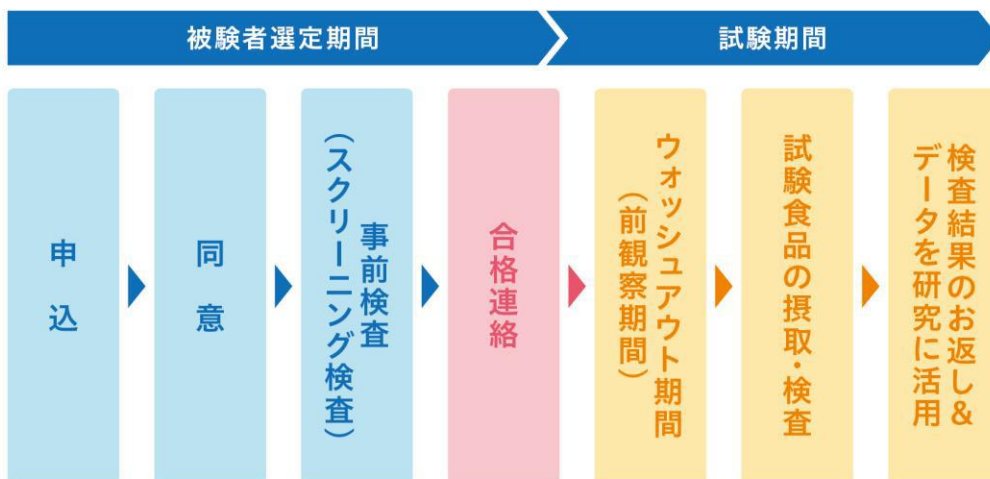 被験者選定期間
試験期間
申込
同意
事前検査
(スクリーニング検査)
合格連絡
ウォッシュアウト期間
(前観察期間)
試験食品の摂取・検査
検査結果のお返し&
データを研究に活用